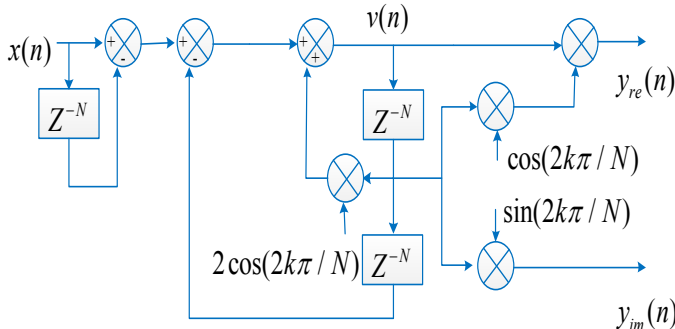 v(n)
x(n)
+
-
+
-
+
+
y_{re}(n)
Z^{-N}
Z^{-N}
cos(2kπ / N)
sin(2kπ / N)
2cos(2kπ / N)
Z^{-N}
y_{im}(n)